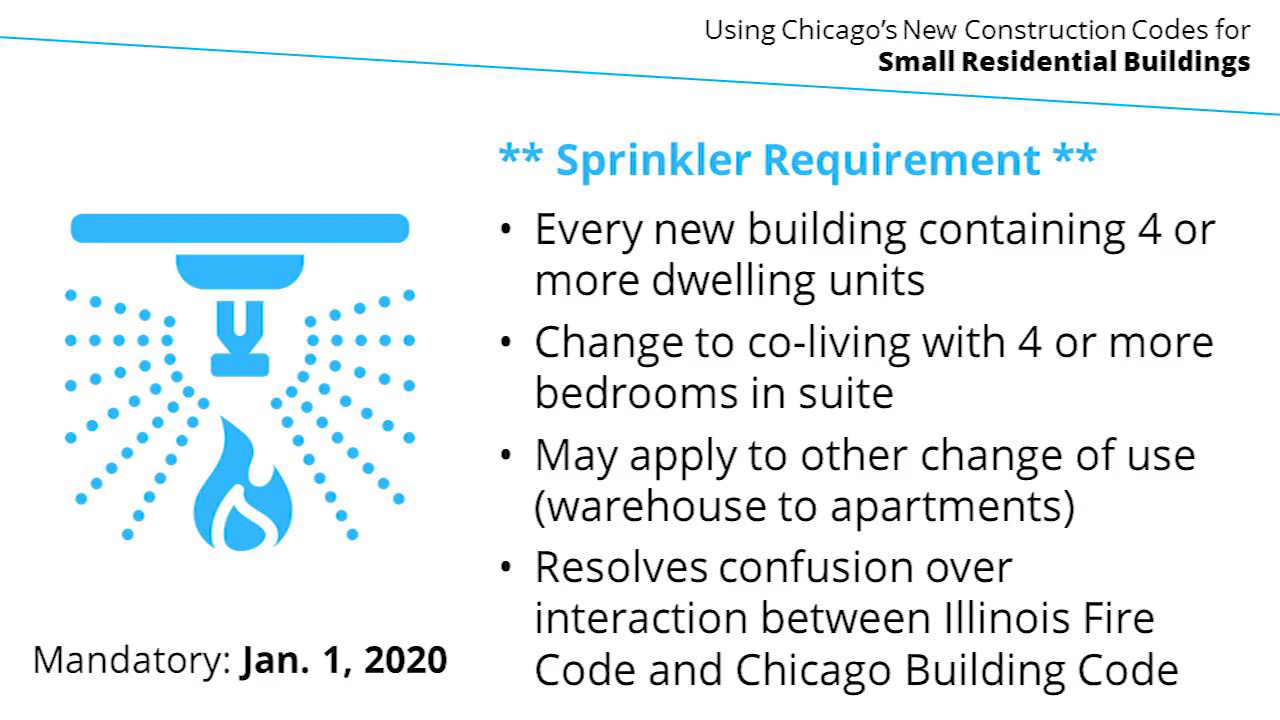 Using Chicago's New Construction Codes for
Small Residential Buildings
** Sprinkler Requirement **
• Every new building containing 4 or
more dwelling units
• Change to co-living with 4 or more
bedrooms in suite
• May apply to other change of use
(warehouse to apartments)
• Resolves confusion over
interaction between Illinois Fire
Code and Chicago Building Code
Mandatory: Jan. 1, 2020